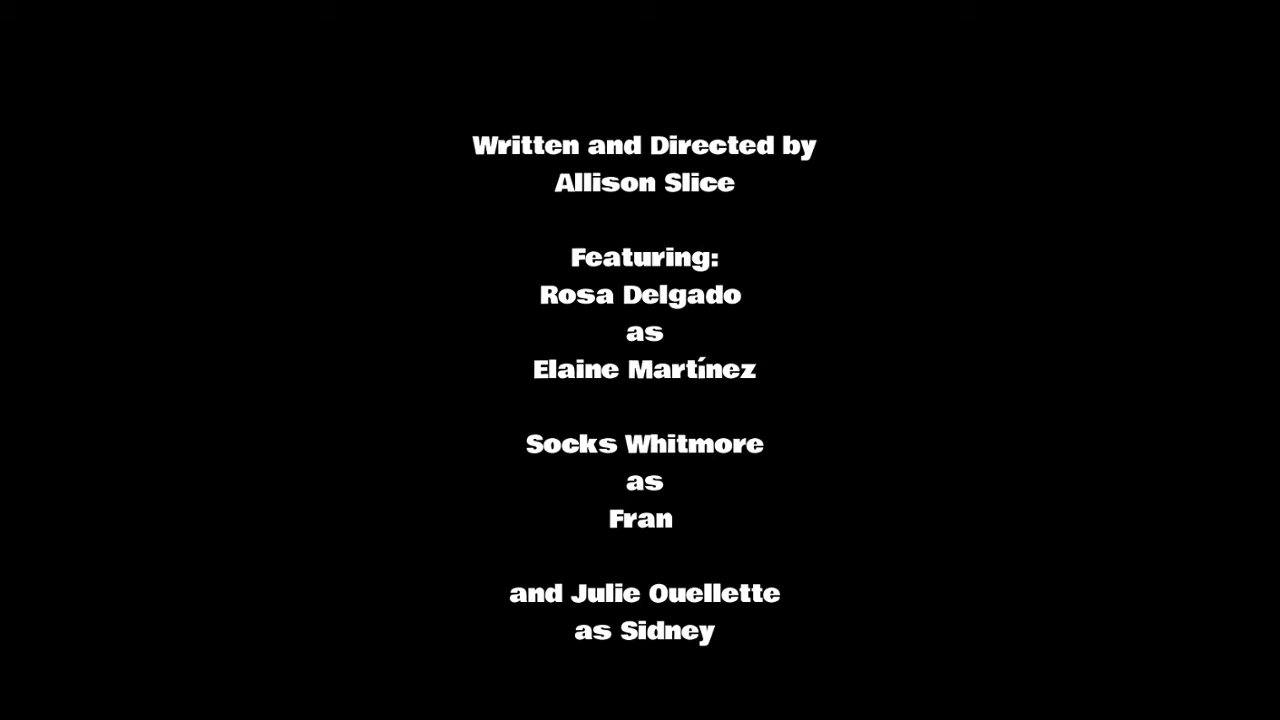 Written and Directed by
Allison Slice
Featuring:
Rosa Delgado
as
Elaine Martínez
Socks Whitmore
as
Fran
and Julie Ouellette
as Sidney